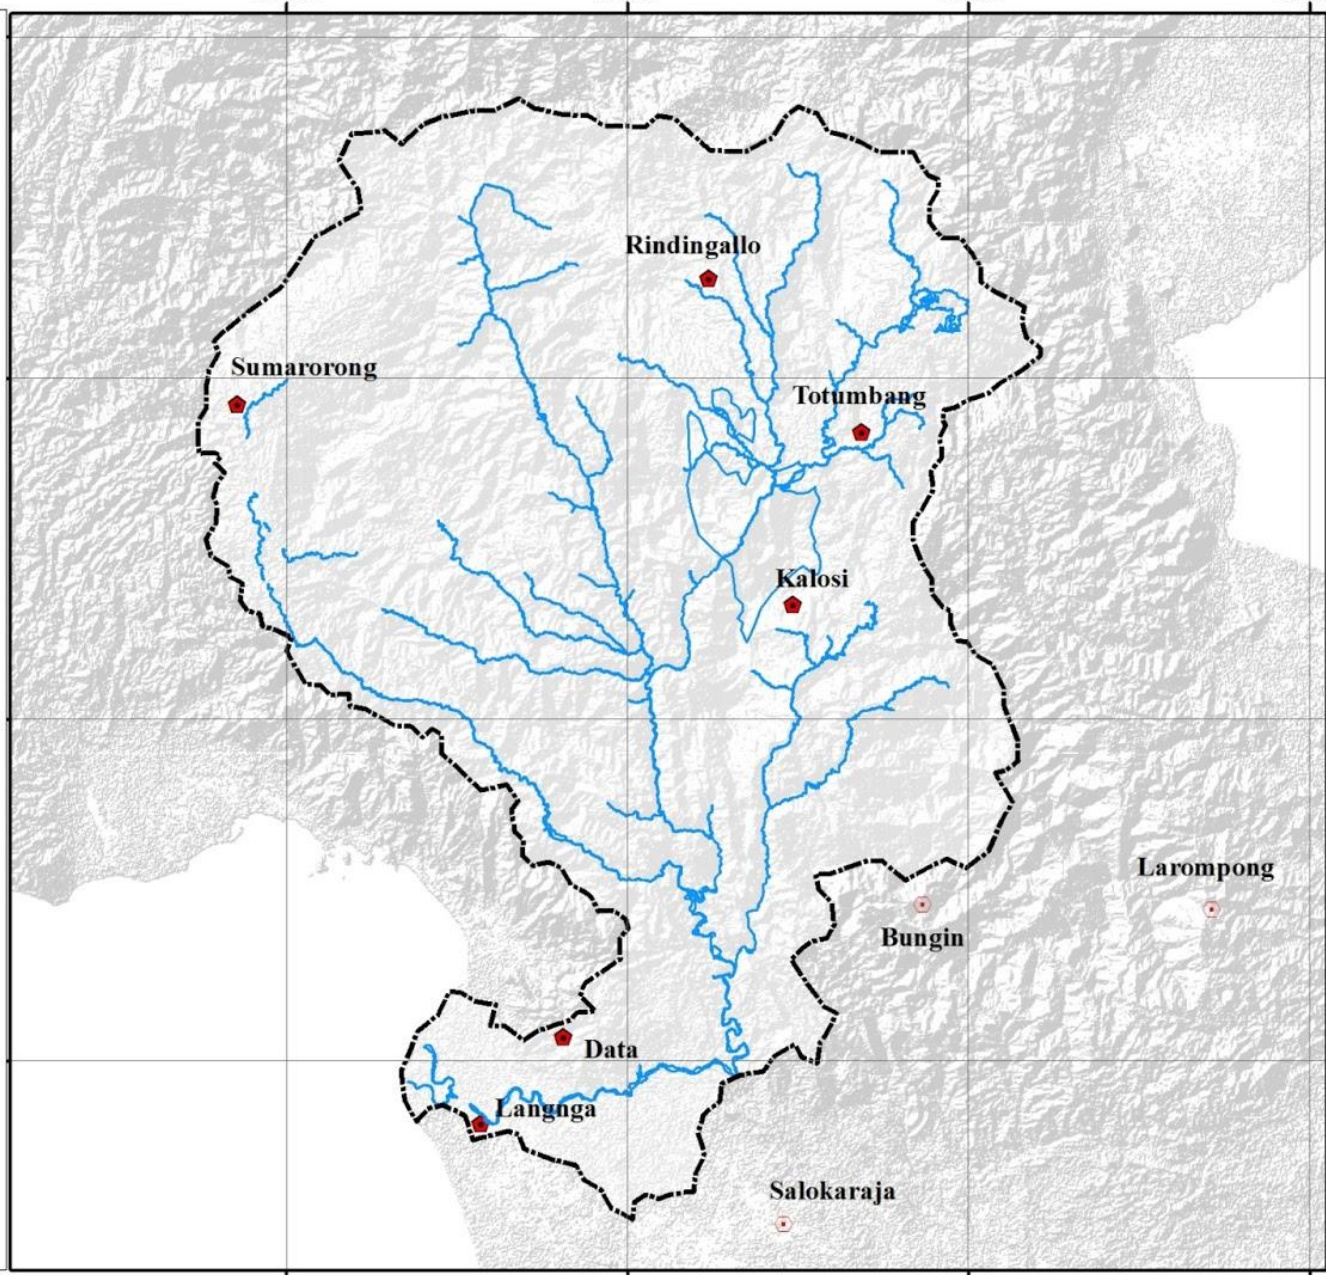 Rindingallo
Sumarorong
Totumbang
Kalosi
Larompong
Bungin
Data
Langnga
Salokaraja